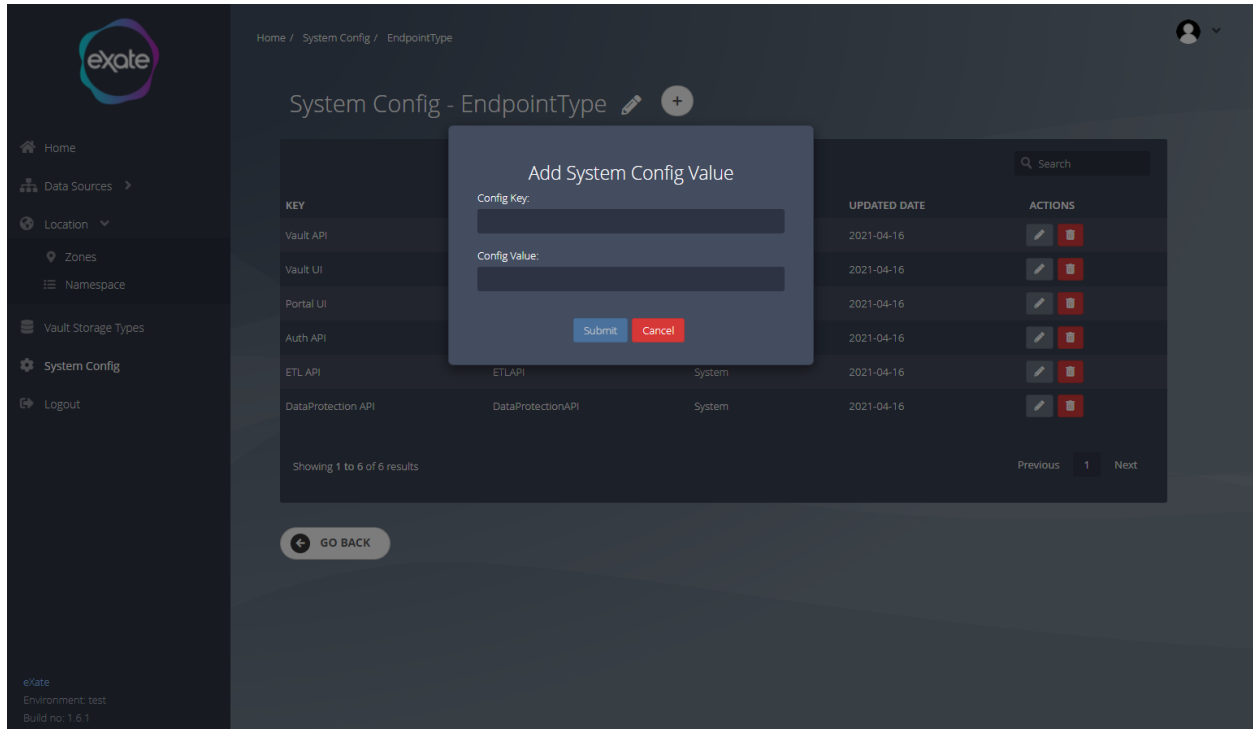 exate
Home / System Config / EndpointType
System Config - EndpointType
Home
Data Sources
Location
Zones
Namespace
Vault Storage Types
System Config
Logout
Add System Config Value
Config Key:
Config Value:
Submit Cancel
Search
KEY UPDATED DATE ACTIONS
Vault API 2021-04-16
Vault UI 2021-04-16
Portal UI 2021-04-16
Auth API 2021-04-16
ETL API ETLAPI System 2021-04-16
DataProtection API DataProtectionAPI System 2021-04-16
Showing 1 to 6 of 6 results
Previous 1 Next
GO BACK
eXate
Environment: test
Build no: 1.6.1